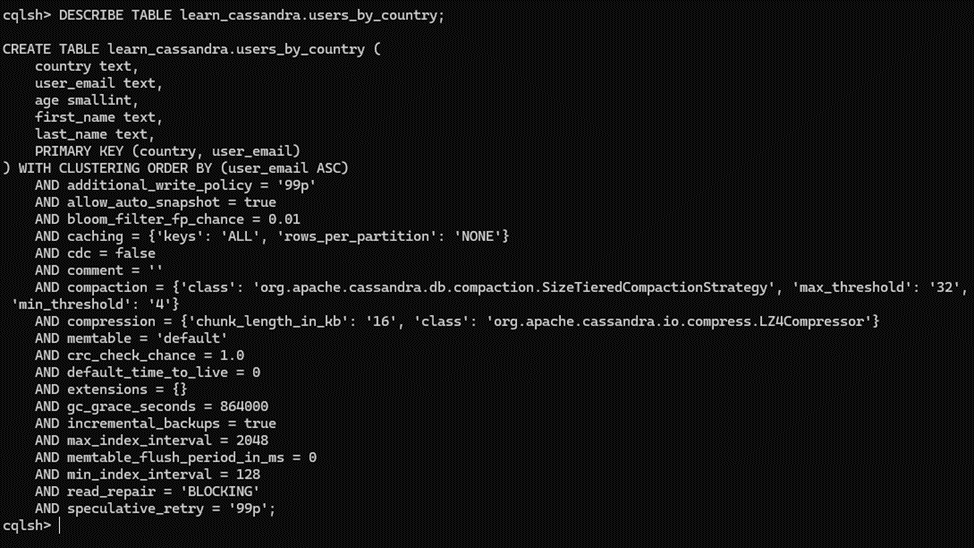 cqlsh> DESCRIBE TABLE learn_cassandra.users_by_country;
CREATE TABLE learn_cassandra.users_by_country (
    country text,
    user_email text,
    age smallint,
    first_name text,
    last_name text,
    PRIMARY KEY (country, user_email)
) WITH CLUSTERING ORDER BY (user_email ASC)
    AND additional_write_policy = '99p'
    AND allow_auto_snapshot = true
    AND bloom_filter_fp_chance = 0.01
    AND caching = {'keys': 'ALL', 'rows_per_partition': 'NONE'}
    AND cdc = false
    AND comment = ''
    AND compaction = {'class': 'org.apache.cassandra.db.compaction.SizeTieredCompactionStrategy', 'max_threshold': '32',
 'min_threshold': '4'}
    AND compression = {'chunk_length_in_kb': '16', 'class': 'org.apache.cassandra.io.compress.LZ4Compressor'}
    AND memtable = 'default'
    AND crc_check_chance = 1.0
    AND default_time_to_live = 0
    AND extensions = {}
    AND gc_grace_seconds = 864000
    AND incremental_backups = true
    AND max_index_interval = 2048
    AND memtable_flush_period_in_ms = 0
    AND min_index_interval = 128
    AND read_repair = 'BLOCKING'
    AND speculative_retry = '99p';
cqlsh>